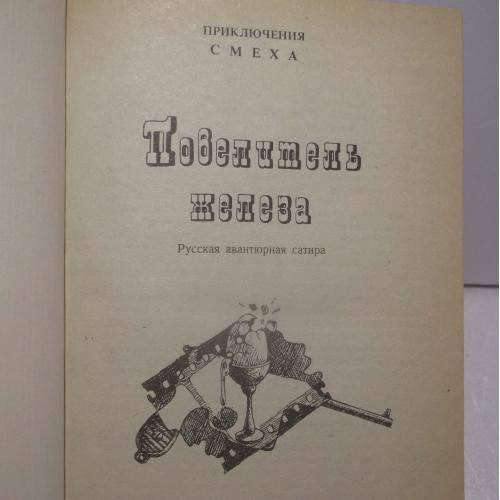 ПРИКЛЮЧЕНИЯ
СМЕХА
Повелитель
железа
Русская авантюрная сатира